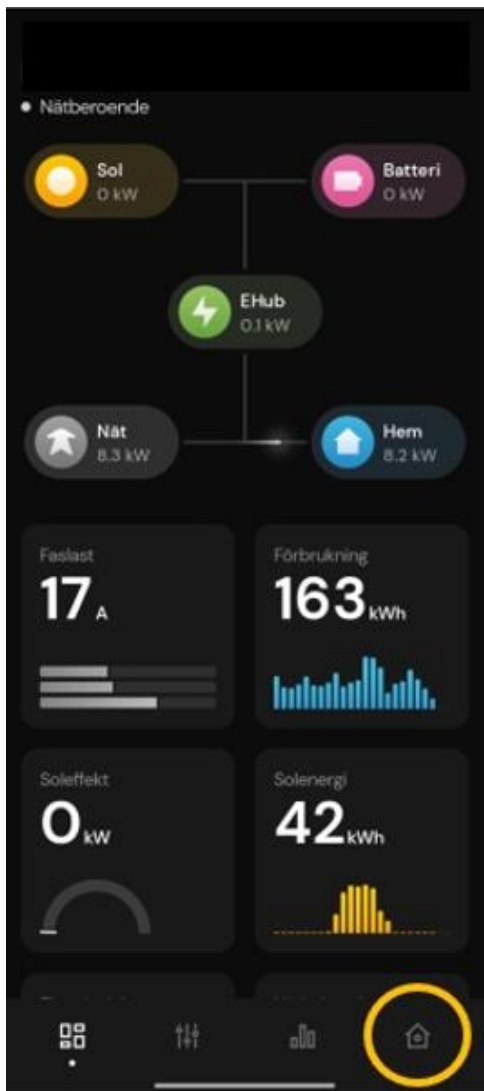 Nätberoende
Sol
0 kW
Batteri
0 kW
EHub
0.1 kW
Nät
8.3 kW
Hem
8.2 kW
Faslast
17 A
Förbrukning
163 kWh
Soleffekt
0 kW
Solenergi
42 kWh